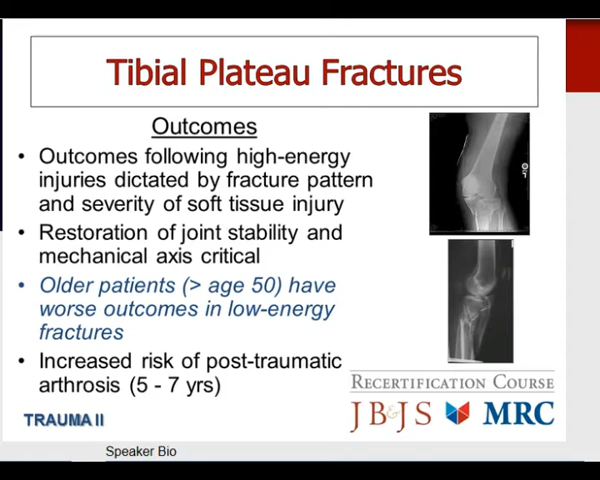 Tibial Plateau Fractures
Outcomes
• Outcomes following high-energy
injuries dictated by fracture pattern
and severity of soft tissue injury
• Restoration of joint stability and
mechanical axis critical
• Older patients (> age 50) have
worse outcomes in low-energy
fractures
• Increased risk of post-traumatic
arthrosis (5 - 7 yrs)
RECERTIFICATION COURSE
JB&JS MRC
TRAUMA II
Speaker Bio